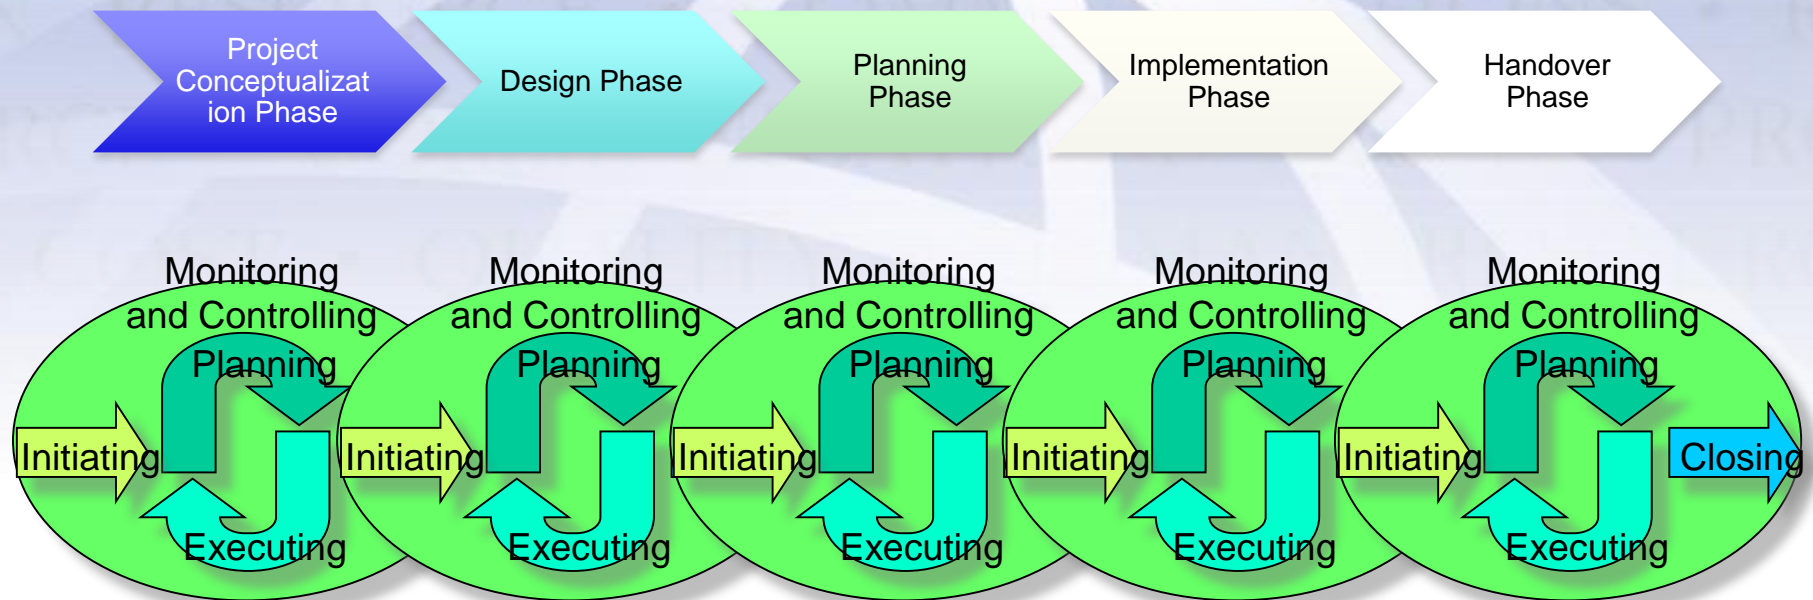 Project
Conceptualizat
ion Phase
Design Phase
Planning
Phase
Implementation
Phase
Handover
Phase
Monitoring
and Controlling
Planning
Initiating
Executing
Monitoring
and Controlling
Planning
Initiating
Executing
Monitoring
and Controlling
Planning
Initiating
Executing
Monitoring
and Controlling
Planning
Initiating
Executing
Monitoring
and Controlling
Planning
Initiating
Closing
Executing